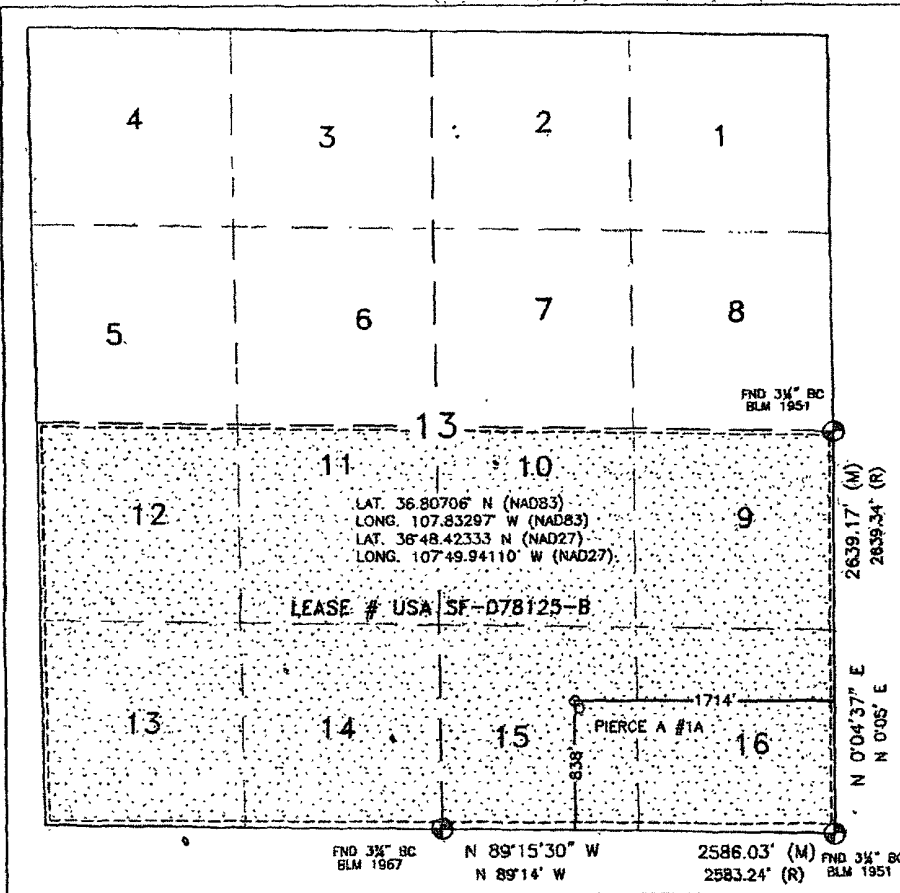 4
3
2
1
5
6
7
8
FND 3¼" BC
BLM 1951
13
11
10
12
9
LAT. 36.80706° N (NAD83)
LONG. 107.83297° W (NAD83)
LAT. 36°48.42333 N (NAD27)
LONG. 107°49.94110' W (NAD27)
2639.17' (M)
2639.34' (R)
LEASE # USA SF-078125-B
1714'
PIERCE A #1A
13
14
15
16
838'
N 0°04'37" E
N 0°05' E
FND 3¼" BC
BLM 1967
N 89°15'30" W
N 89°14' W
2586.03' (M)
2583.24' (R)
FND 3¼" BC
BLM 1951